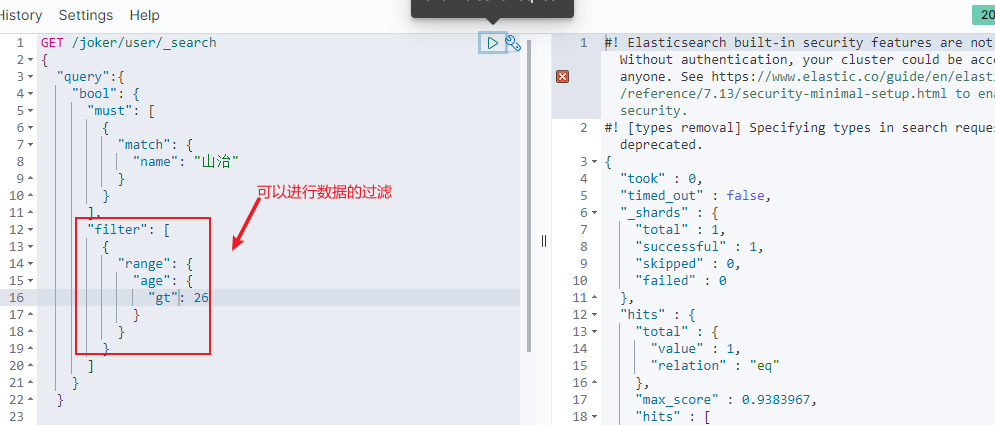 History Settings Help
20
1 GET /joker/user/_search
2 {
3 "query":{
4 "bool": {
5 "must": [
6 {
7 "match": {
8 "name": "山治"
9 }
10 }
11 ],
12 "filter": [
13 {
14 "range": {
15 "age": {
16 "gt": 26
17 }
18 }
19 }
20 ]
21 }
22 }
23
可以进行数据的过滤
1 #! Elasticsearch built-in security features are not
Without authentication, your cluster could be acce
anyone. See https://www.elastic.co/guide/en/elasti
/reference/7.13/security-minimal-setup.html to ena
security.
2 #! [types removal] Specifying types in search reque
deprecated.
3 {
4 "took" : 0,
5 "timed_out" : false,
6 "_shards" : {
7 "total" : 1,
8 "successful" : 1,
9 "skipped" : 0,
10 "failed" : 0
11 },
12 "hits" : {
13 "total" : {
14 "value" : 1,
15 "relation" : "eq"
16 },
17 "max_score" : 0.9383967,
18 "hits" : [